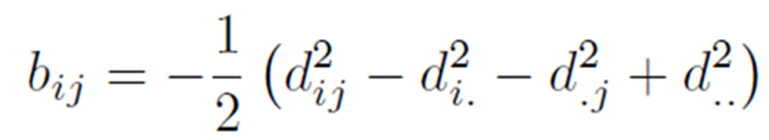 b_{ij} = -\frac{1}{2} \left( d_{ij}^2 - d_{i.}^2 - d_{.j}^2 + d_{..}^2 \right)